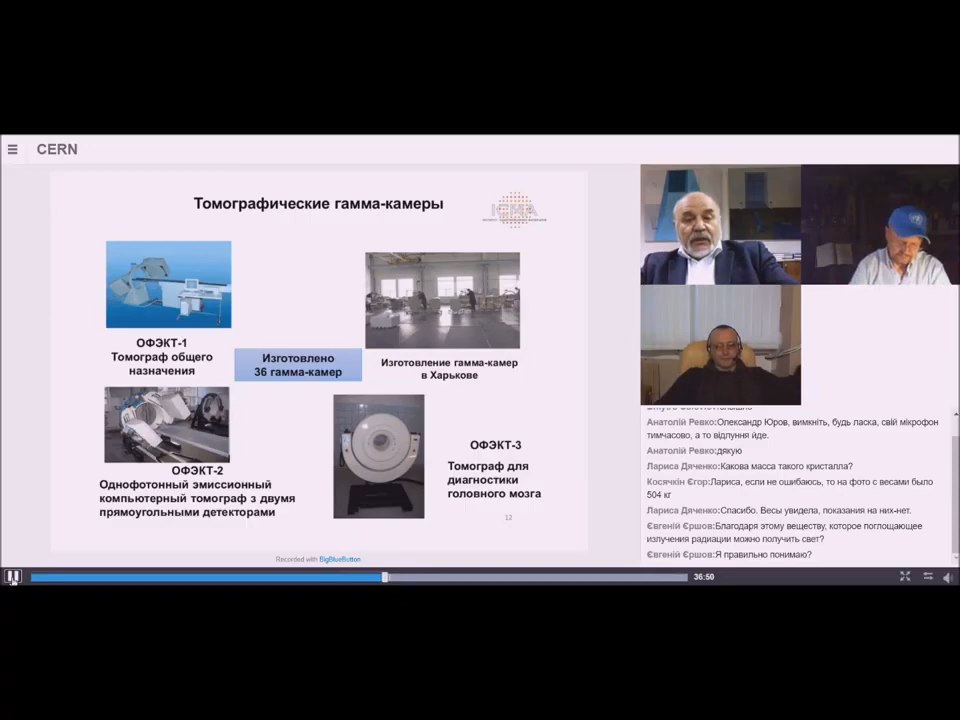 CERN
Томографические гамма-камеры
ОФЭКТ-1
Томограф общего
назначения
Изготовлено
36 гамма-камер
Изготовление гамма-камер
в Харькове
ОФЭКТ-2
Однофотонный эмиссионный
компьютерный томограф з двумя
прямоугольными детекторами
ОФЭКТ-3
Томограф для
диагностики
головного мозга
12
Recorded with BigBlueButton
Анатолій Ревко:Олександр Юров, вимкніть, будь ласка, свій мікрофон
тимчасово, а то відлуння йде.
Анатолій Ревко:дякую
Лариса Дяченко:Какова масса такого кристалла?
Косячкін Єгор:Лариса, если не ошибаюсь, то на фото с весами было
504 кг
Лариса Дяченко:Спасибо. Весы увидела, показания на них-нет.
Євгеній Єршов:Благодаря этому веществу, которое поглощающее
излучения радиации можно получить свет?
Євгеній Єршов:Я правильно понимаю?
36:50